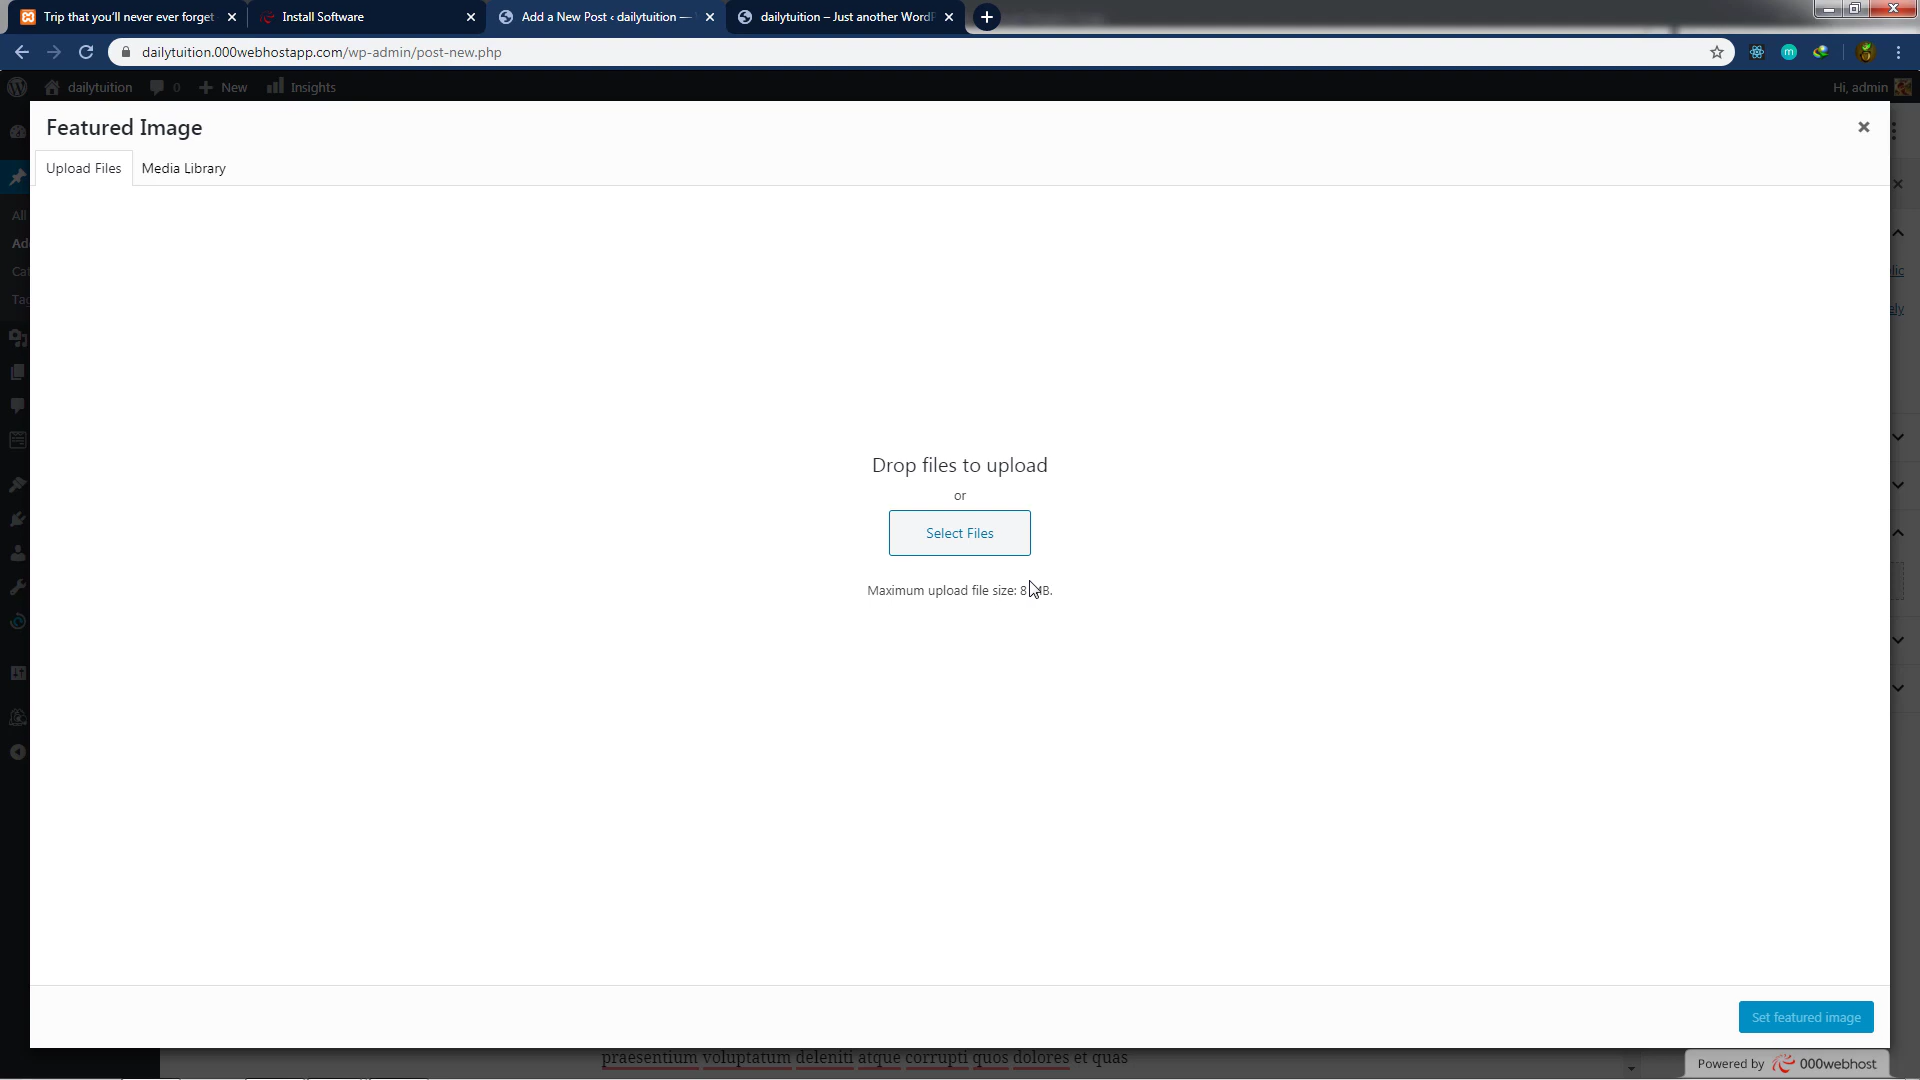 Trip that you'll never ever forget
Install Software
Add a New Post ‹ dailytuition —
dailytuition – Just another Word
dailytuition.000webhostapp.com/wp-admin/post-new.php
dailytuition
0
New
Insights
Hi, admin
Featured Image
Upload Files
Media Library
All
Drop files to upload
or
Select Files
Maximum upload file size: 8 MB.
Set featured image
praesentium voluptatum deleniti atque corrupti quos dolores et quas
Powered by
000webhost